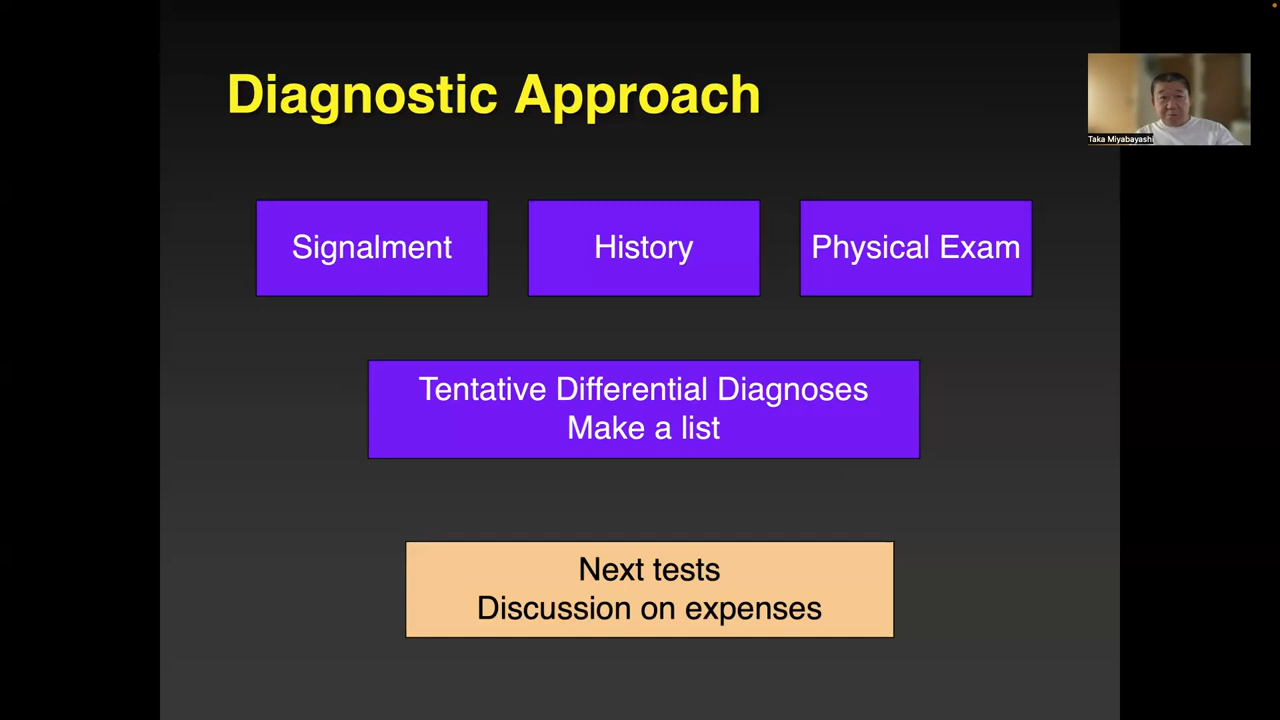 Diagnostic Approach
Taka Miyabayashi
Signalment
History
Physical Exam
Tentative Differential Diagnoses
Make a list
Next tests
Discussion on expenses